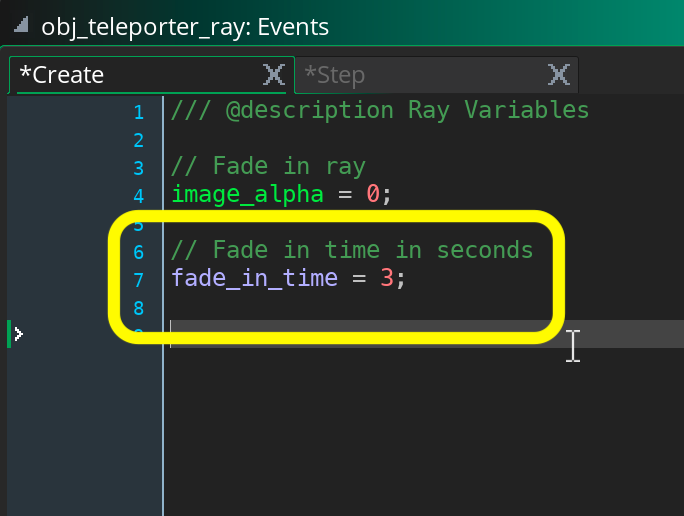 obj_teleporter_ray: Events
*Create *Step
1 /// @description Ray Variables
2
3 // Fade in ray
4 image_alpha = 0;
5
6 // Fade in time in seconds
7 fade_in_time = 3;
8
9